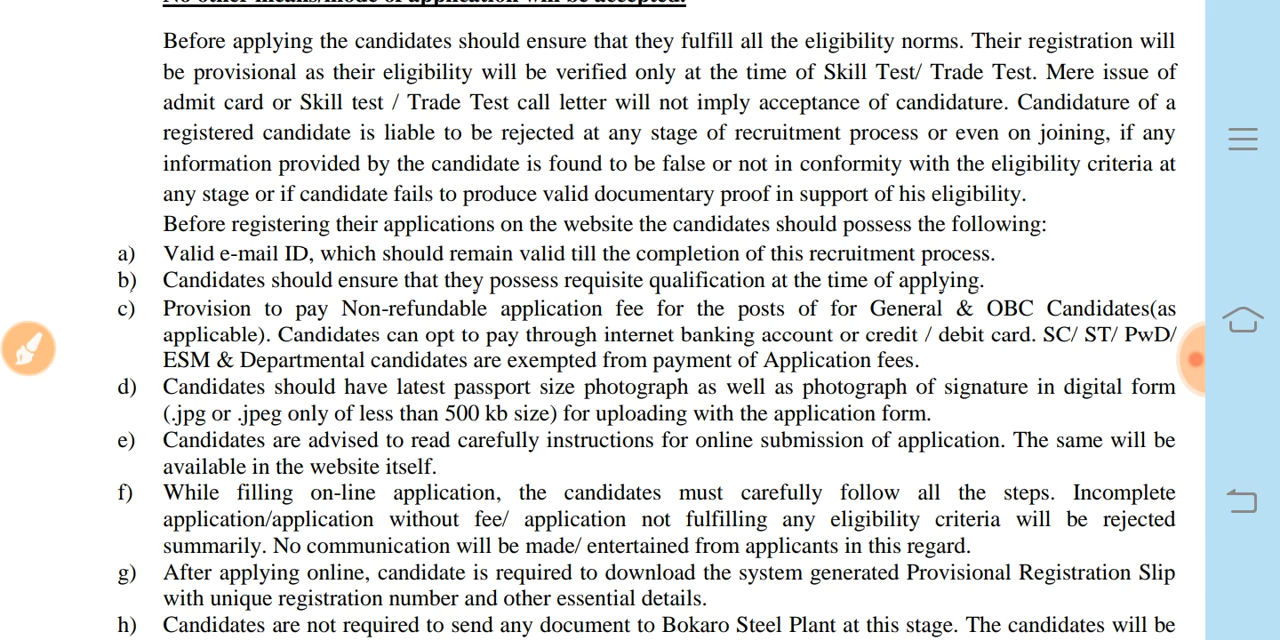 No other means/mode of application will be accepted.
Before applying the candidates should ensure that they fulfill all the eligibility norms. Their registration will
be provisional as their eligibility will be verified only at the time of Skill Test/ Trade Test. Mere issue of
admit card or Skill test / Trade Test call letter will not imply acceptance of candidature. Candidature of a
registered candidate is liable to be rejected at any stage of recruitment process or even on joining, if any
information provided by the candidate is found to be false or not in conformity with the eligibility criteria at
any stage or if candidate fails to produce valid documentary proof in support of his eligibility.
Before registering their applications on the website the candidates should possess the following:
a) Valid e-mail ID, which should remain valid till the completion of this recruitment process.
b) Candidates should ensure that they possess requisite qualification at the time of applying.
c) Provision to pay Non-refundable application fee for the posts of for General & OBC Candidates(as
applicable). Candidates can opt to pay through internet banking account or credit / debit card. SC/ ST/ PwD/
ESM & Departmental candidates are exempted from payment of Application fees.
d) Candidates should have latest passport size photograph as well as photograph of signature in digital form
(.jpg or .jpeg only of less than 500 kb size) for uploading with the application form.
e) Candidates are advised to read carefully instructions for online submission of application. The same will be
available in the website itself.
f) While filling on-line application, the candidates must carefully follow all the steps. Incomplete
application/application without fee/ application not fulfilling any eligibility criteria will be rejected
summarily. No communication will be made/ entertained from applicants in this regard.
g) After applying online, candidate is required to download the system generated Provisional Registration Slip
with unique registration number and other essential details.
h) Candidates are not required to send any document to Bokaro Steel Plant at this stage. The candidates will be